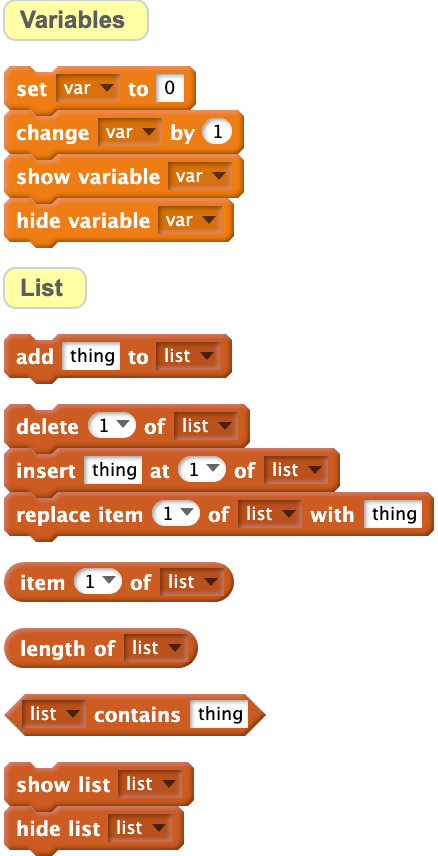 Variables
set var to 0
change var by 1
show variable var
hide variable var
List
add thing to list
delete 1 of list
insert thing at 1 of list
replace item 1 of list with thing
item 1 of list
length of list
list contains thing
show list list
hide list list